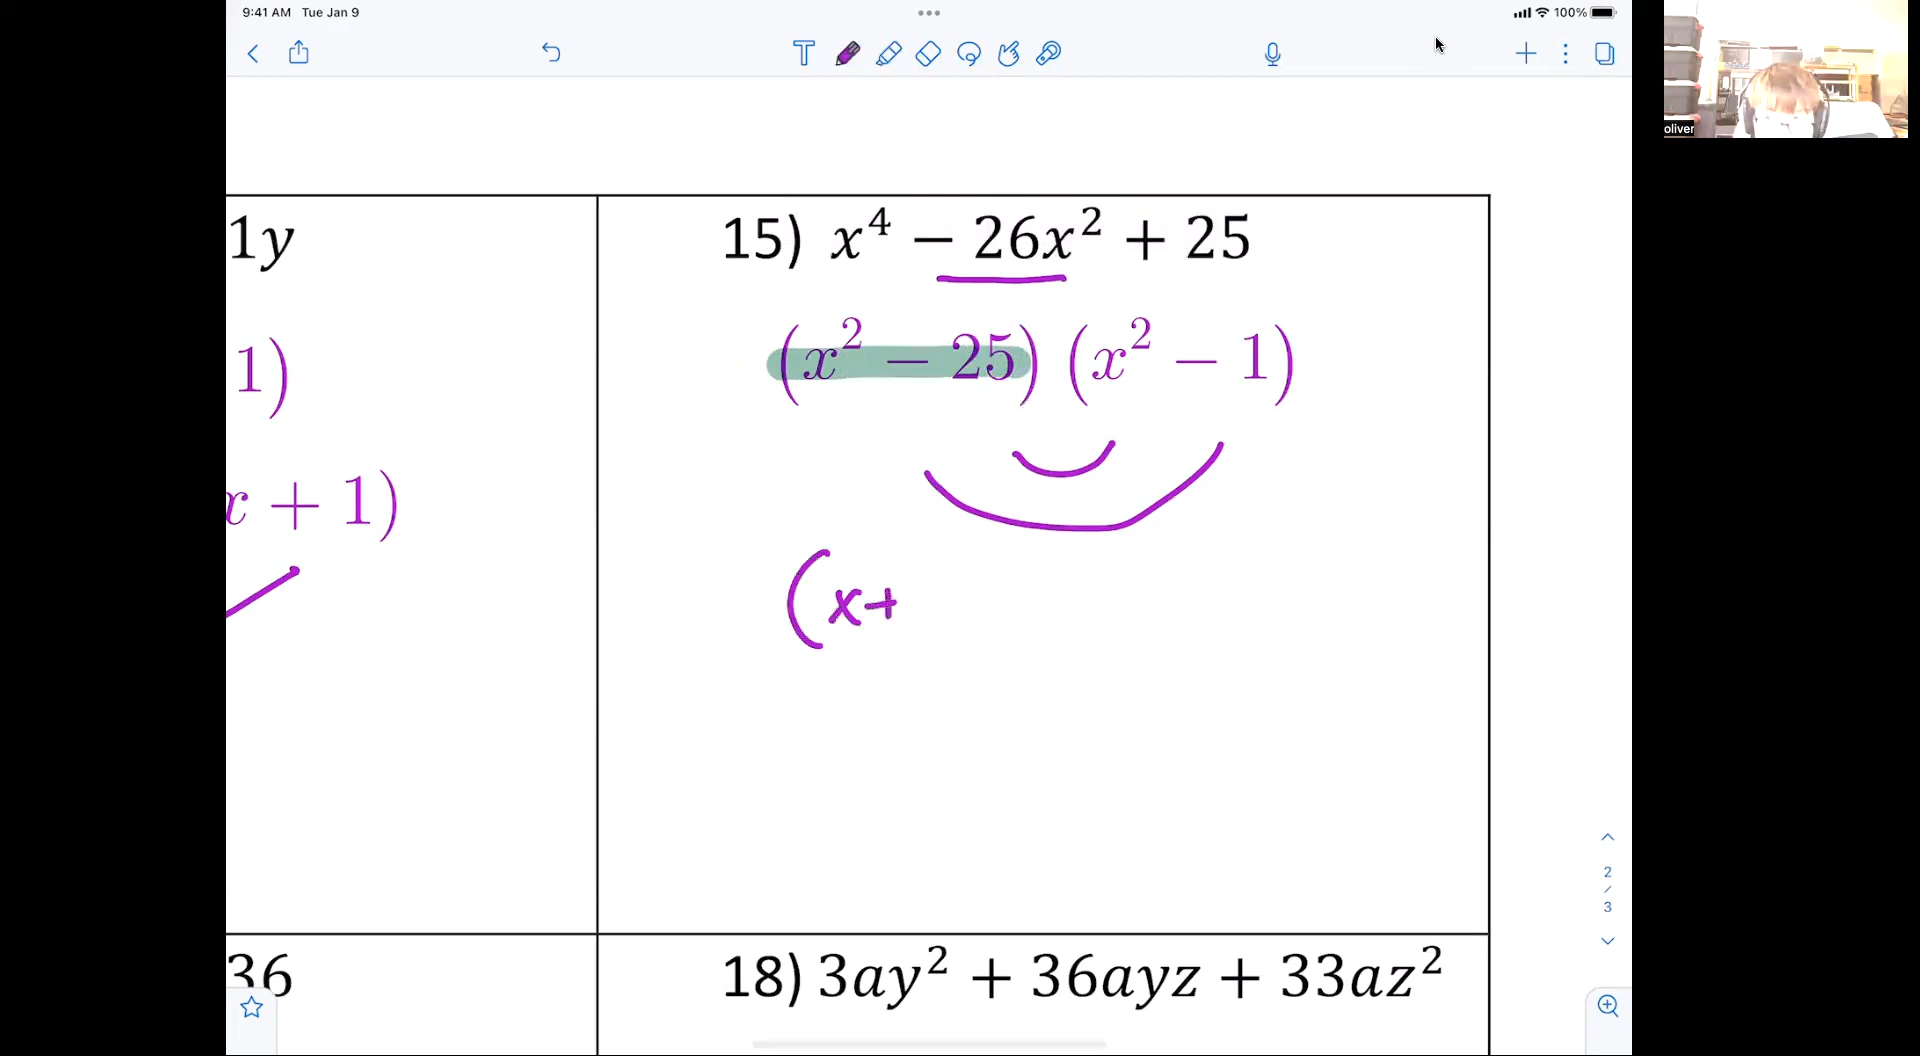 9:41 AM Tue Jan 9
100%
oliver
1y
15) x⁴ − 26x² + 25
(x² − 25) (x² − 1)
1)
x + 1)
(x+
2
/
3
36
18) 3ay² + 36ayz + 33az²